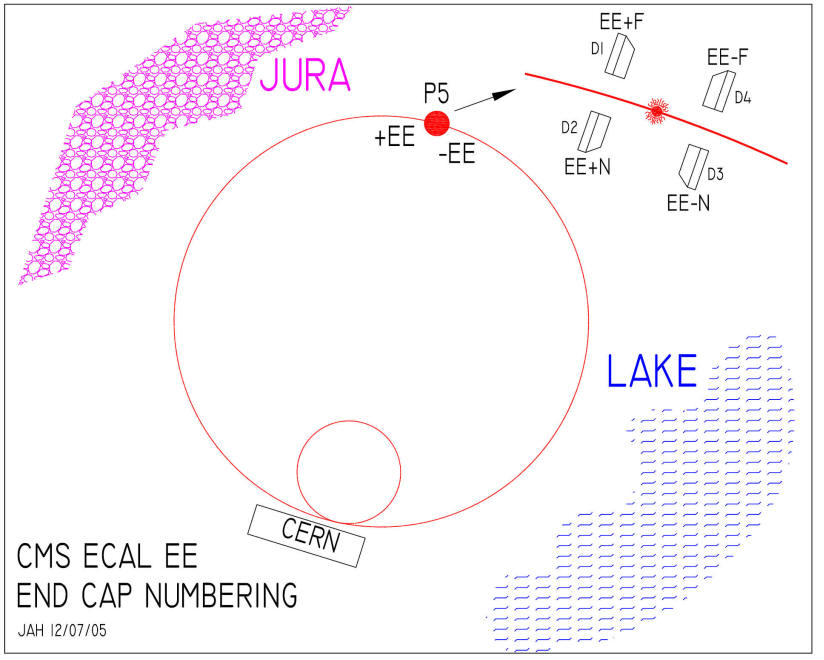 EE+F
D1
EE-F
D4
JURA
P5
+EE
-EE
D2
EE+N
D3
EE-N
LAKE
CERN
CMS ECAL EE
END CAP NUMBERING
JAH 12/07/05